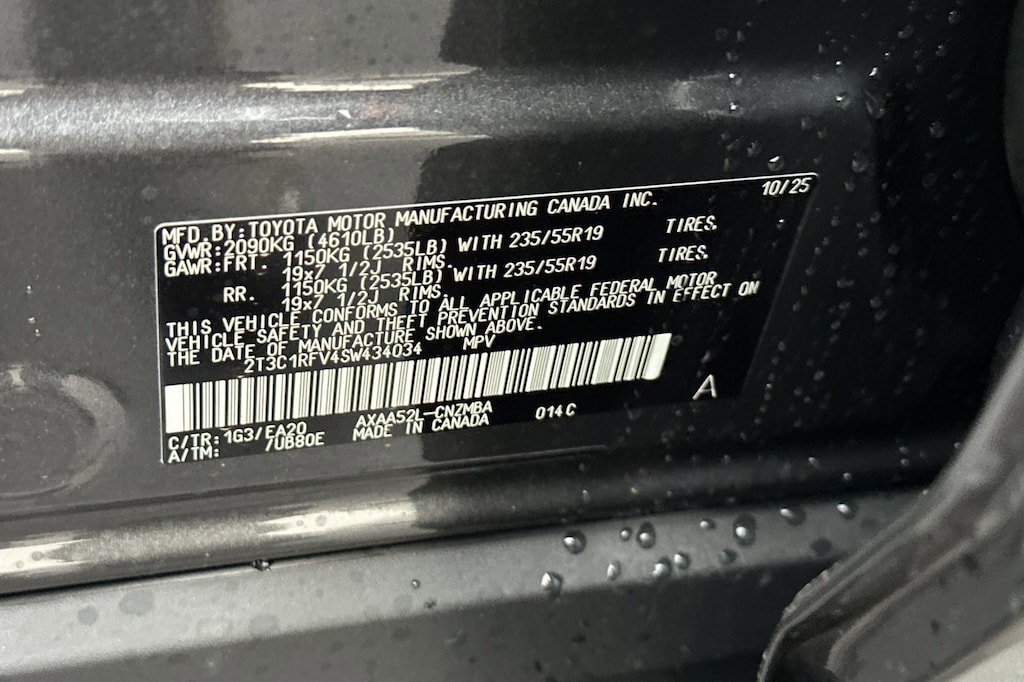 10/25
MFD. BY: TOYOTA MOTOR MANUFACTURING CANADA INC.
GVWR: 2090KG (4610LB)
GAWR: FRT. 1150KG (2535LB) WITH 235/55R19 TIRES,
19x7 1/2J RIMS.
RR. 1150KG (2535LB) WITH 235/55R19 TIRES,
19x7 1/2J RIMS.
THIS VEHICLE CONFORMS TO ALL APPLICABLE FEDERAL MOTOR
VEHICLE SAFETY AND THEFT PREVENTION STANDARDS IN EFFECT ON
THE DATE OF MANUFACTURE SHOWN ABOVE.
2T3C1RFV4SW434034 MPV
A
C/TR: 1G3/EA20 AXAA52L-CNZMBA 014C
A/TM: /UB80E MADE IN CANADA